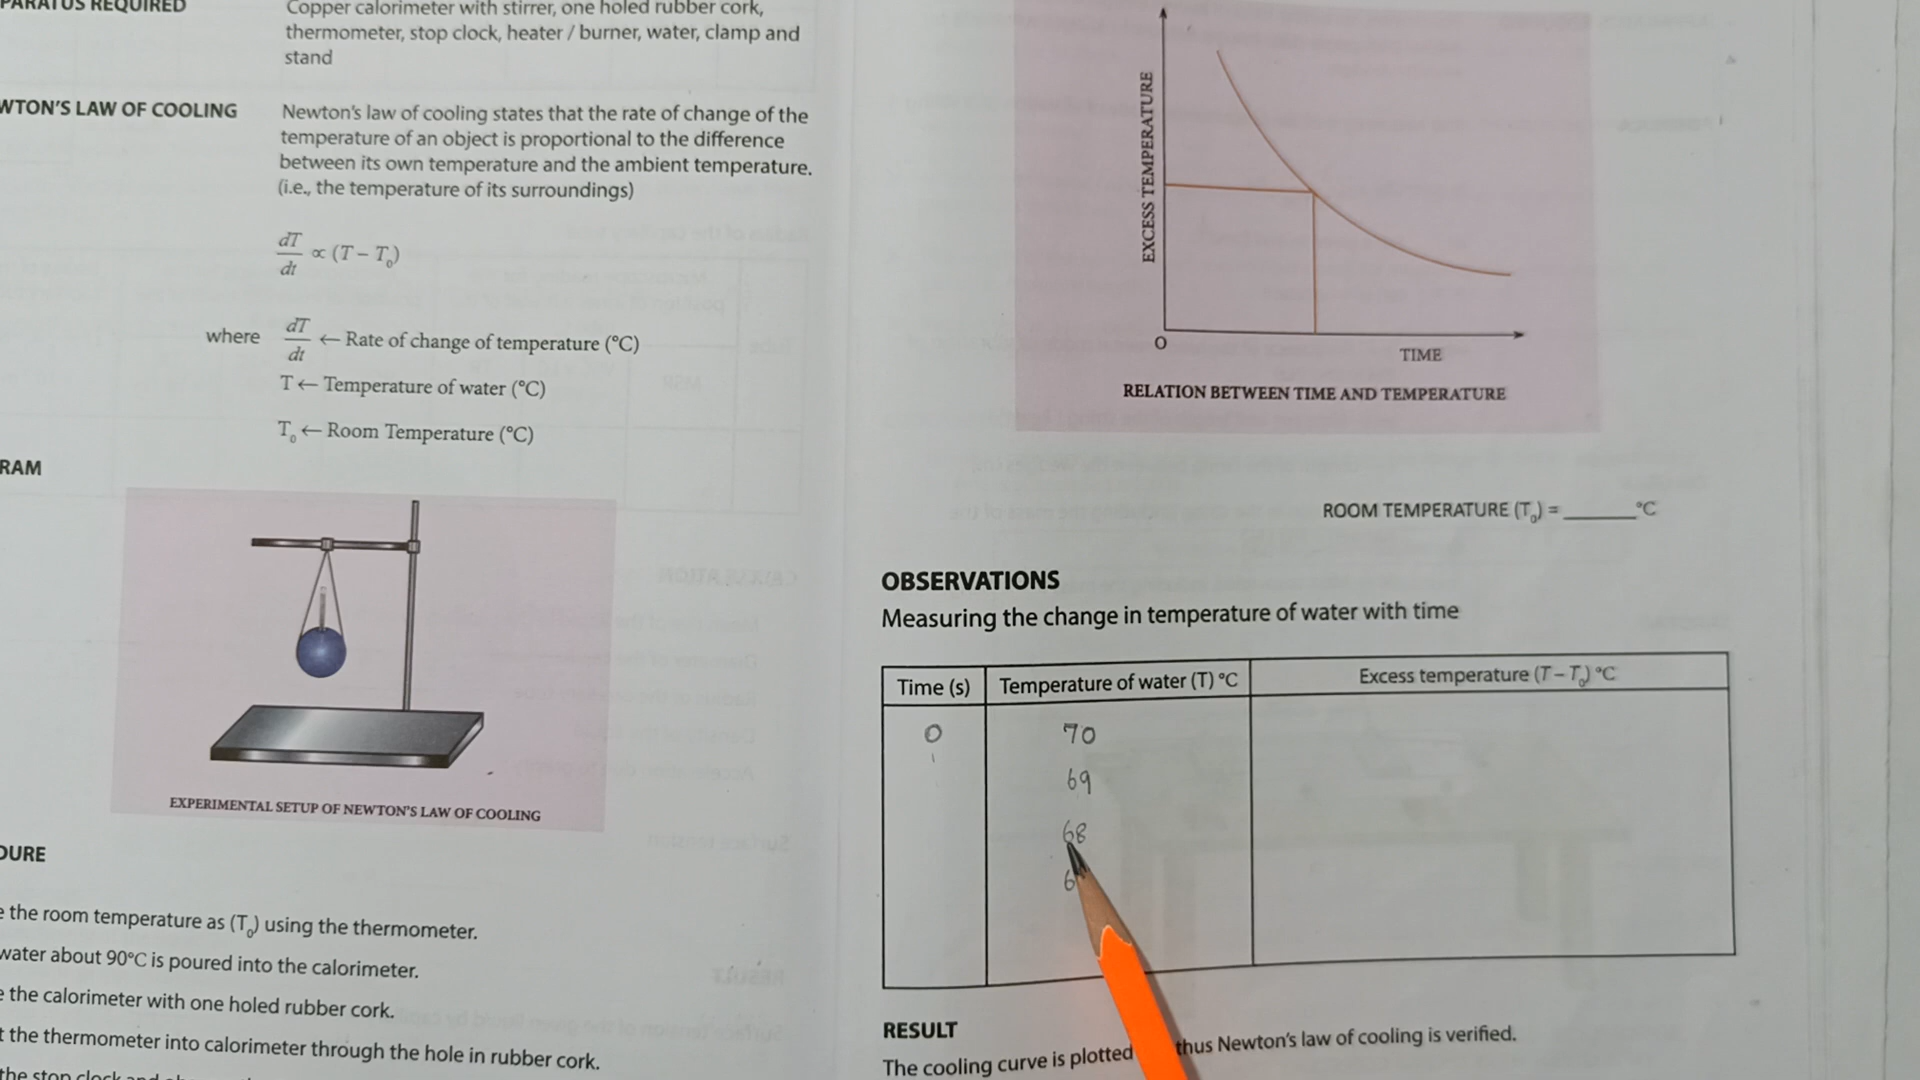 Copper calorimeter with stirrer, one holed rubber cork,
thermometer, stop clock, heater / burner, water, clamp and
stand
WTON'S LAW OF COOLING
Newton's law of cooling states that the rate of change of the
temperature of an object is proportional to the difference
between its own temperature and the ambient temperature.
(i.e., the temperature of its surroundings)
dT/dt ∝ (T – T₀)
where dT/dt ← Rate of change of temperature (°C)
T ← Temperature of water (°C)
T₀ ← Room Temperature (°C)
RAM
EXPERIMENTAL SETUP OF NEWTON'S LAW OF COOLING
DURE
the room temperature as (T₀) using the thermometer.
water about 90°C is poured into the calorimeter.
the calorimeter with one holed rubber cork.
the thermometer into calorimeter through the hole in rubber cork.
EXCESS TEMPERATURE
O
TIME
RELATION BETWEEN TIME AND TEMPERATURE
ROOM TEMPERATURE (T₀) = _______°C
OBSERVATIONS
Measuring the change in temperature of water with time
Time (s) Temperature of water (T) °C Excess temperature (T – T₀) °C
0 70
69
68
6
RESULT
The cooling curve is plotted thus Newton's law of cooling is verified.